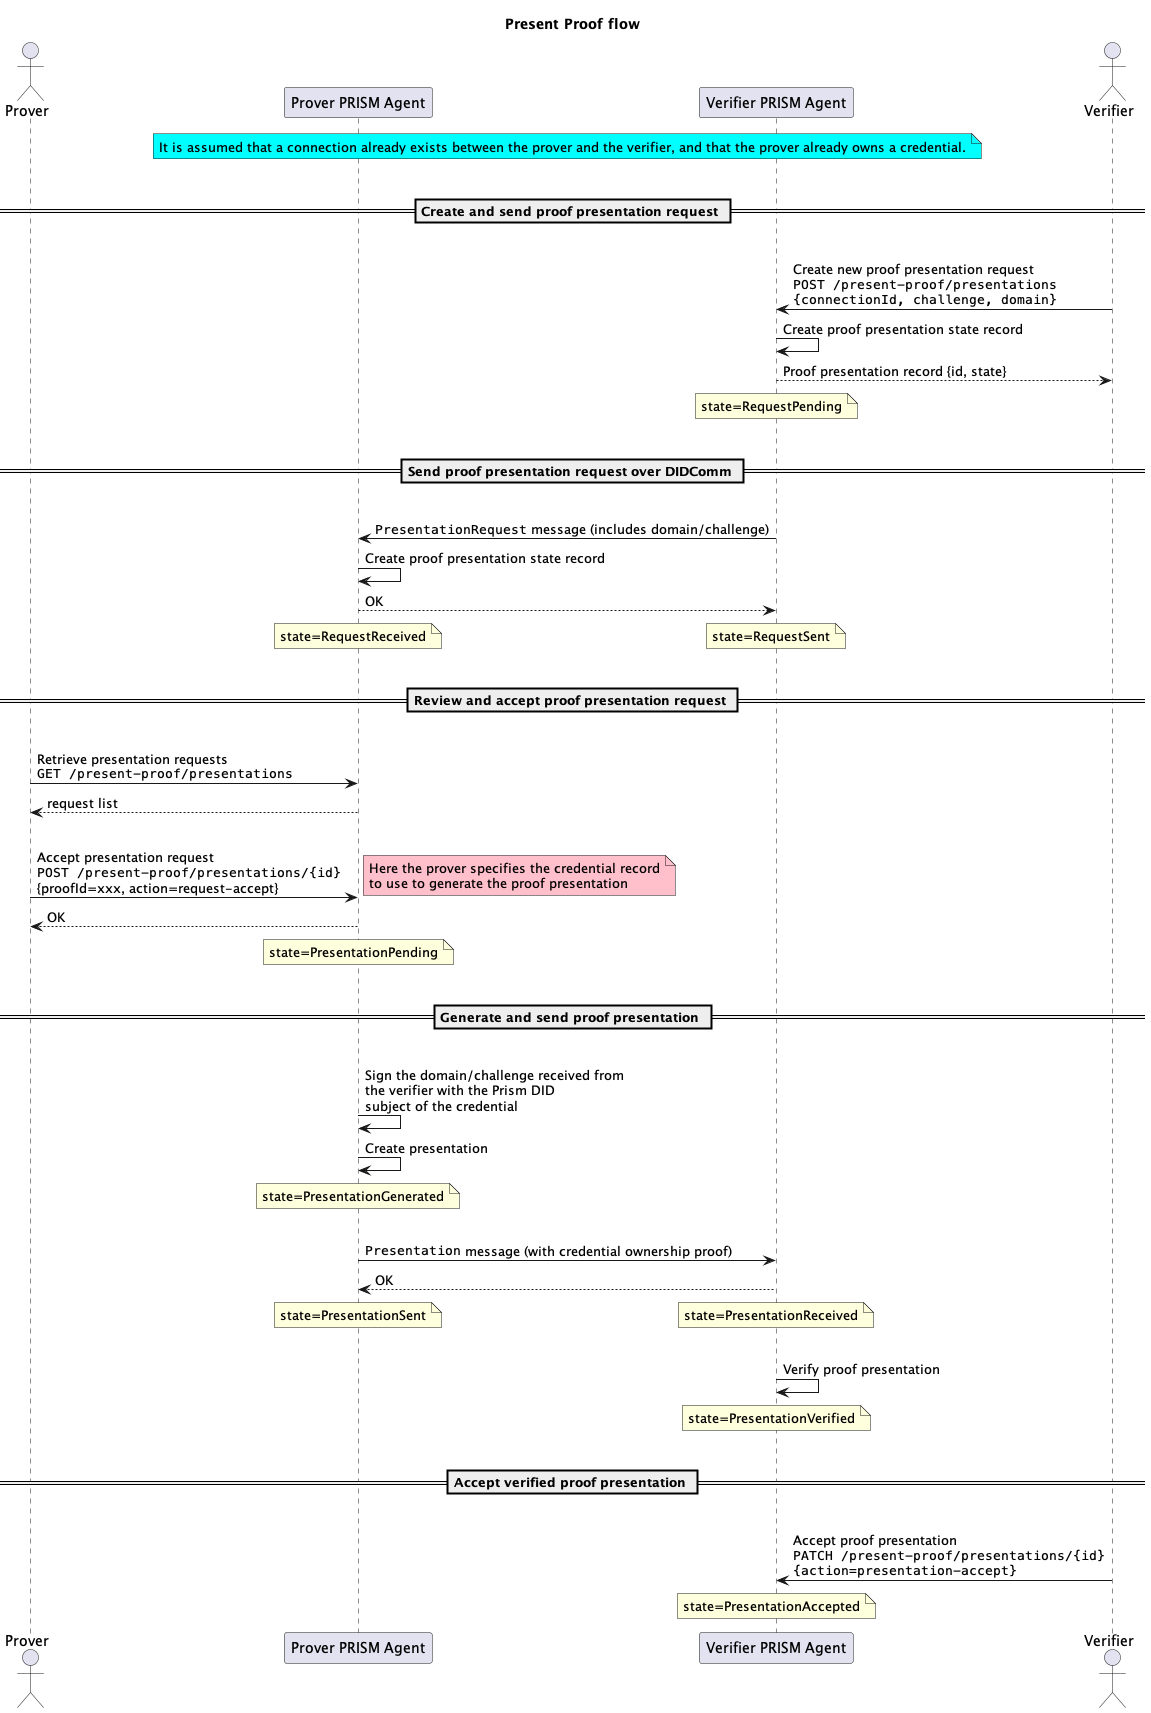 Present Proof flow
Prover
Prover PRISM Agent
Verifier PRISM Agent
Verifier
It is assumed that a connection already exists between the prover and the verifier, and that the prover already owns a credential.
Create and send proof presentation request
Create new proof presentation request
POST /present-proof/presentations
{connectionId, challenge, domain}
Create proof presentation state record
Proof presentation record {id, state}
state=RequestPending
Send proof presentation request over DIDComm
PresentationRequest message (includes domain/challenge)
Create proof presentation state record
OK
state=RequestReceived
state=RequestSent
Review and accept proof presentation request
Retrieve presentation requests
GET /present-proof/presentations
request list
Accept presentation request
POST /present-proof/presentations/{id}
{proofId=xxx, action=request-accept}
Here the prover specifies the credential record
to use to generate the proof presentation
OK
state=PresentationPending
Generate and send proof presentation
Sign the domain/challenge received from
the verifier with the Prism DID
subject of the credential
Create presentation
state=PresentationGenerated
Presentation message (with credential ownership proof)
OK
state=PresentationSent
state=PresentationReceived
Verify proof presentation
state=PresentationVerified
Accept verified proof presentation
Accept proof presentation
PATCH /present-proof/presentations/{id}
{action=presentation-accept}
state=PresentationAccepted
Prover
Prover PRISM Agent
Verifier PRISM Agent
Verifier